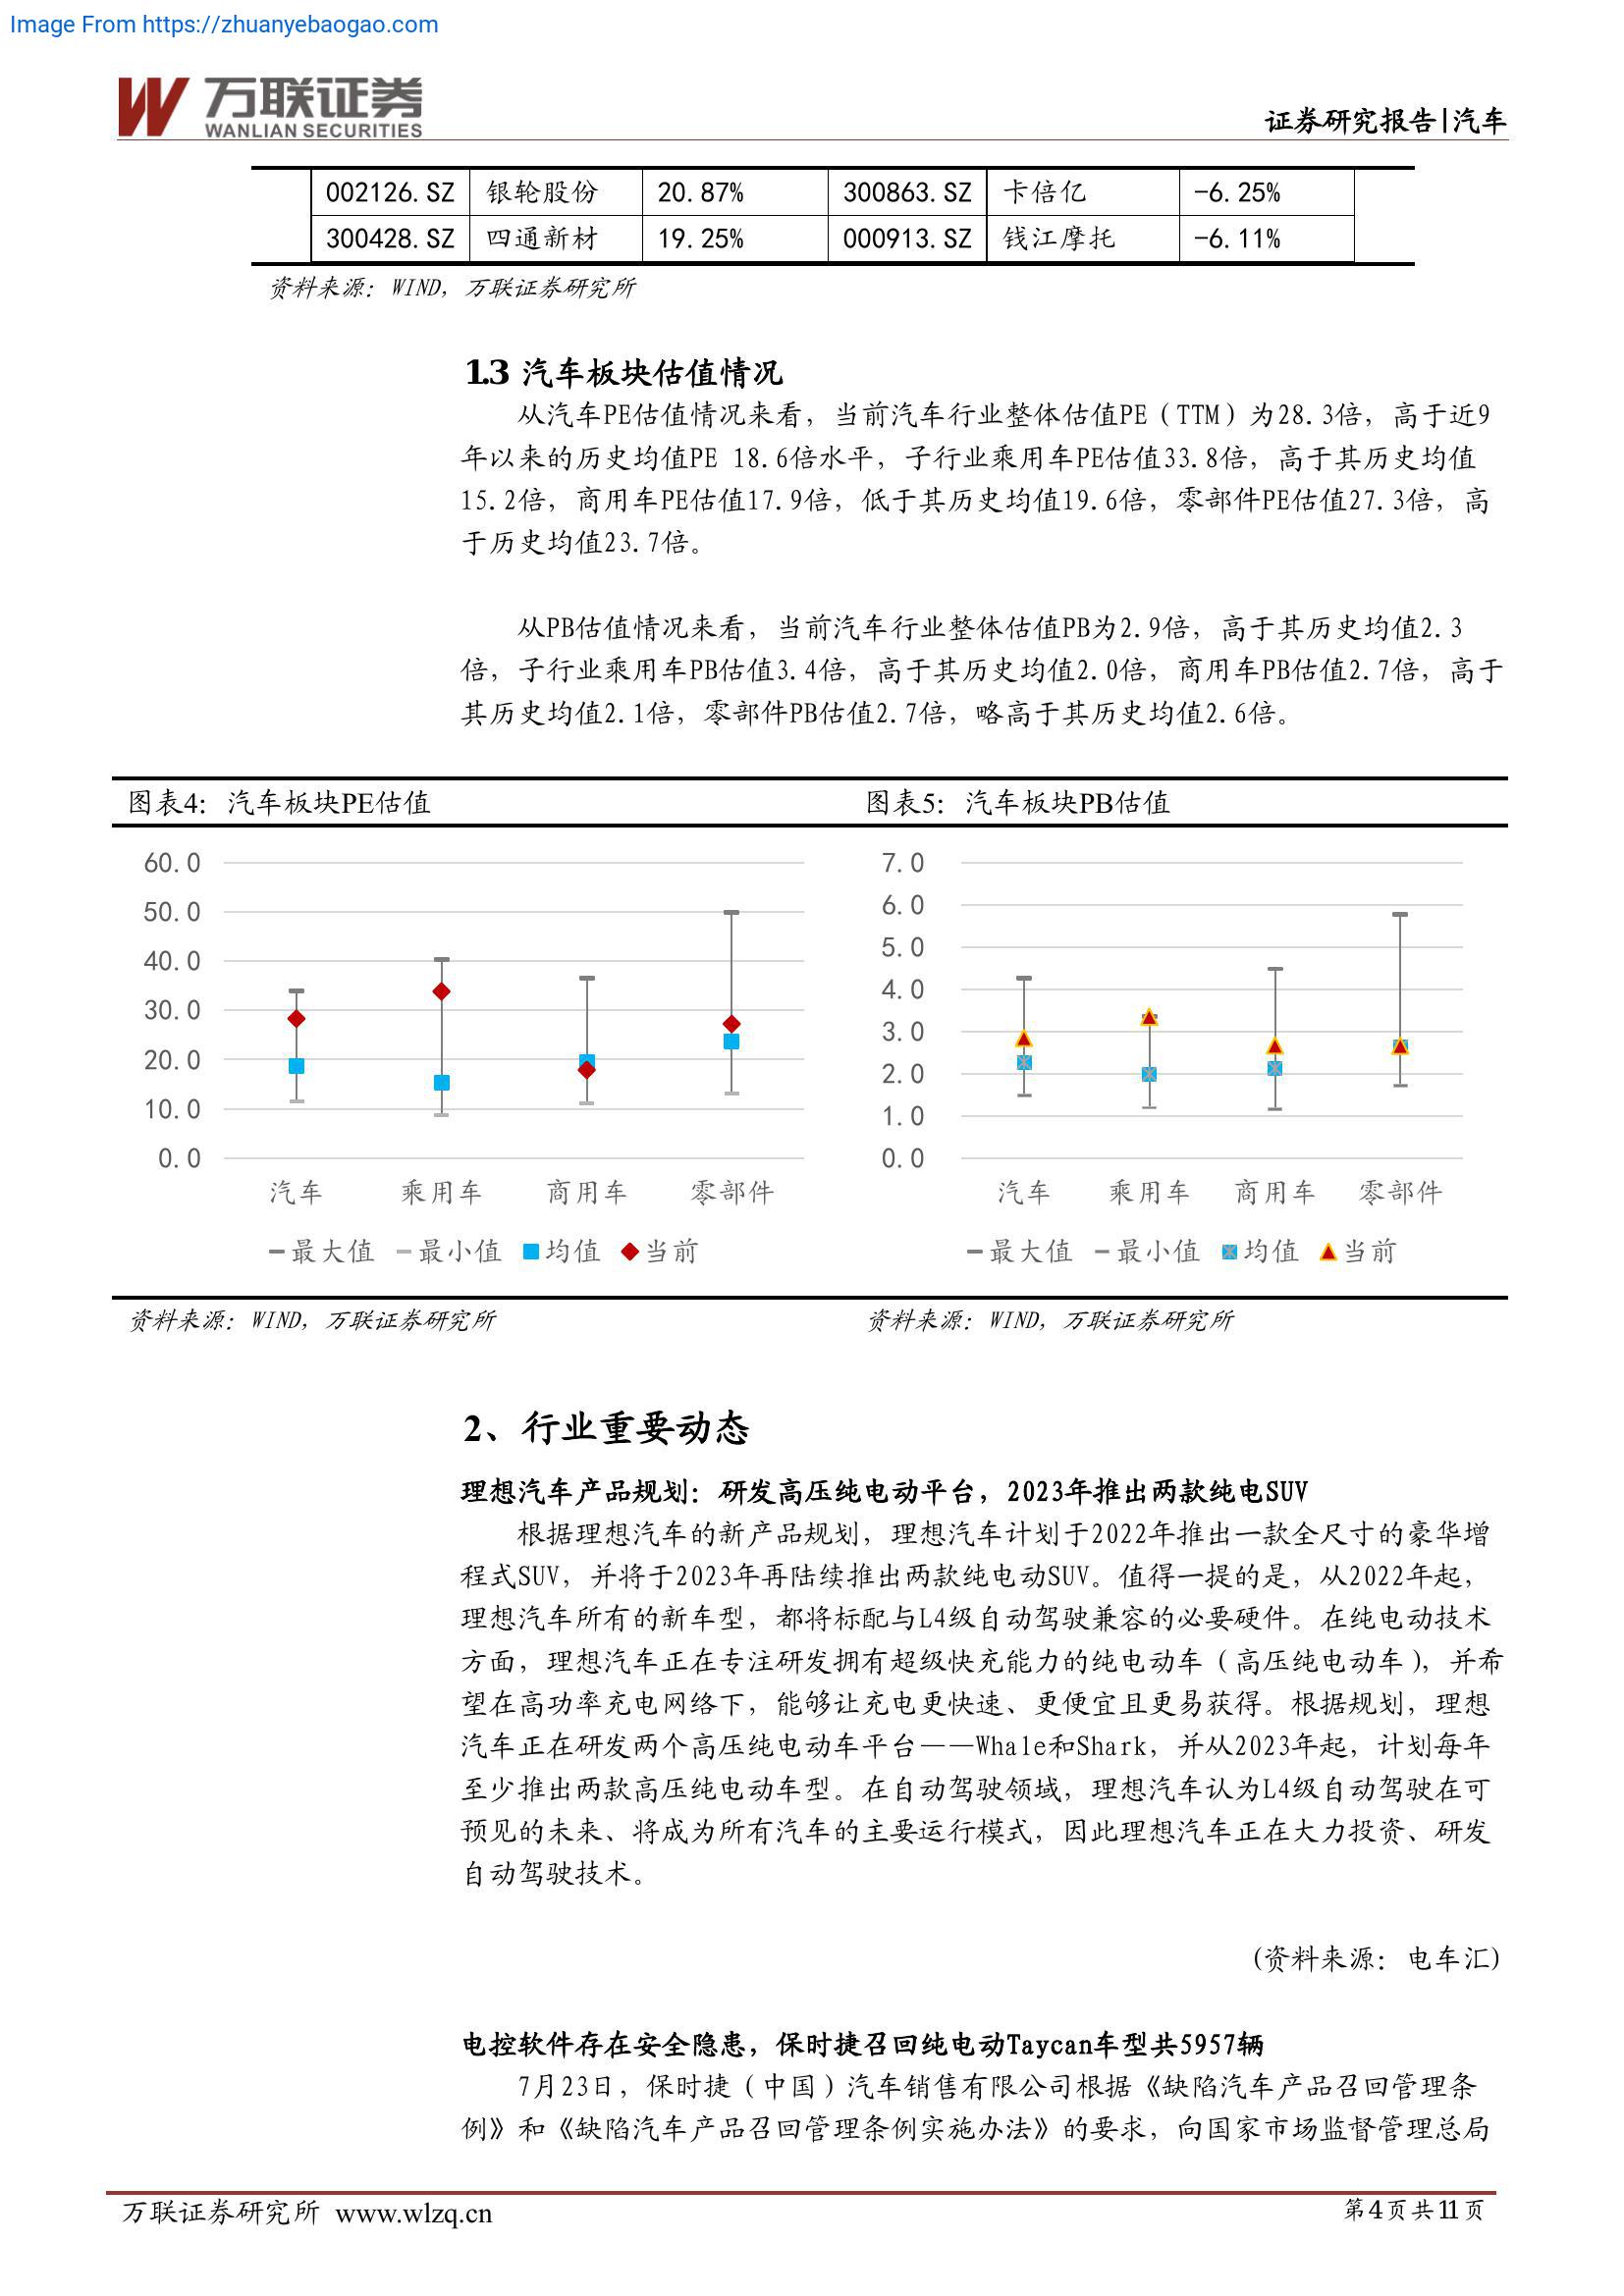 Image From https://zhuanyebaogao.com
万联证券
WANLIAN SECURITIES
证券研究报告|汽车
002126.SZ 银轮股份 20.87% 300863.SZ 卡倍亿 -6.25%
300428.SZ 四通新材 19.25% 000913.SZ 钱江摩托 -6.11%
资料来源：WIND，万联证券研究所
1.3 汽车板块估值情况
从汽车PE估值情况来看，当前汽车行业整体估值PE（TTM）为28.3倍，高于近9
年以来的历史均值PE 18.6倍水平，子行业乘用车PE估值33.8倍，高于其历史均值
15.2倍，商用车PE估值17.9倍，低于其历史均值19.6倍，零部件PE估值27.3倍，高
于历史均值23.7倍。
从PB估值情况来看，当前汽车行业整体估值PB为2.9倍，高于其历史均值2.3
倍，子行业乘用车PB估值3.4倍，高于其历史均值2.0倍，商用车PB估值2.7倍，高于
其历史均值2.1倍，零部件PB估值2.7倍，略高于其历史均值2.6倍。
图表4：汽车板块PE估值
60.0
50.0
40.0
30.0
20.0
10.0
0.0
汽车 乘用车 商用车 零部件
最大值 最小值 均值 当前
资料来源：WIND，万联证券研究所
图表5：汽车板块PB估值
7.0
6.0
5.0
4.0
3.0
2.0
1.0
0.0
汽车 乘用车 商用车 零部件
最大值 最小值 均值 当前
资料来源：WIND，万联证券研究所
2、行业重要动态
理想汽车产品规划：研发高压纯电动平台，2023年推出两款纯电SUV
根据理想汽车的新产品规划，理想汽车计划于2022年推出一款全尺寸的豪华增
程式SUV，并将于2023年再陆续推出两款纯电动SUV。值得一提的是，从2022年起，
理想汽车所有的新车型，都将标配与L4级自动驾驶兼容的必要硬件。在纯电动技术
方面，理想汽车正在专注研发拥有超级快充能力的纯电动车（高压纯电动车），并希
望在高功率充电网络下，能够让充电更快速、更便宜且更易获得。根据规划，理想
汽车正在研发两个高压纯电动车平台——Whale和Shark，并从2023年起，计划每年
至少推出两款高压纯电动车型。在自动驾驶领域，理想汽车认为L4级自动驾驶在可
预见的未来、将成为所有汽车的主要运行模式，因此理想汽车正在大力投资、研发
自动驾驶技术。
(资料来源：电车汇)
电控软件存在安全隐患，保时捷召回纯电动Taycan车型共5957辆
7月23日，保时捷（中国）汽车销售有限公司根据《缺陷汽车产品召回管理条
例》和《缺陷汽车产品召回管理条例实施办法》的要求，向国家市场监督管理总局
万联证券研究所 www.wlzq.cn
第4页共11页